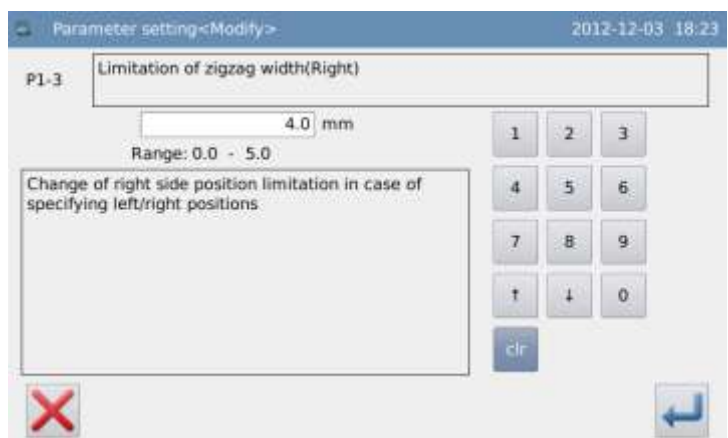 Parameter setting<Modify>
2012-12-03 18:23
P1-3
Limitation of zigzag width(Right)
4.0 mm
Range: 0.0 - 5.0
Change of right side position limitation in case of
specifying left/right positions
1 2 3
4 5 6
7 8 9
↑ ↓ 0
clr